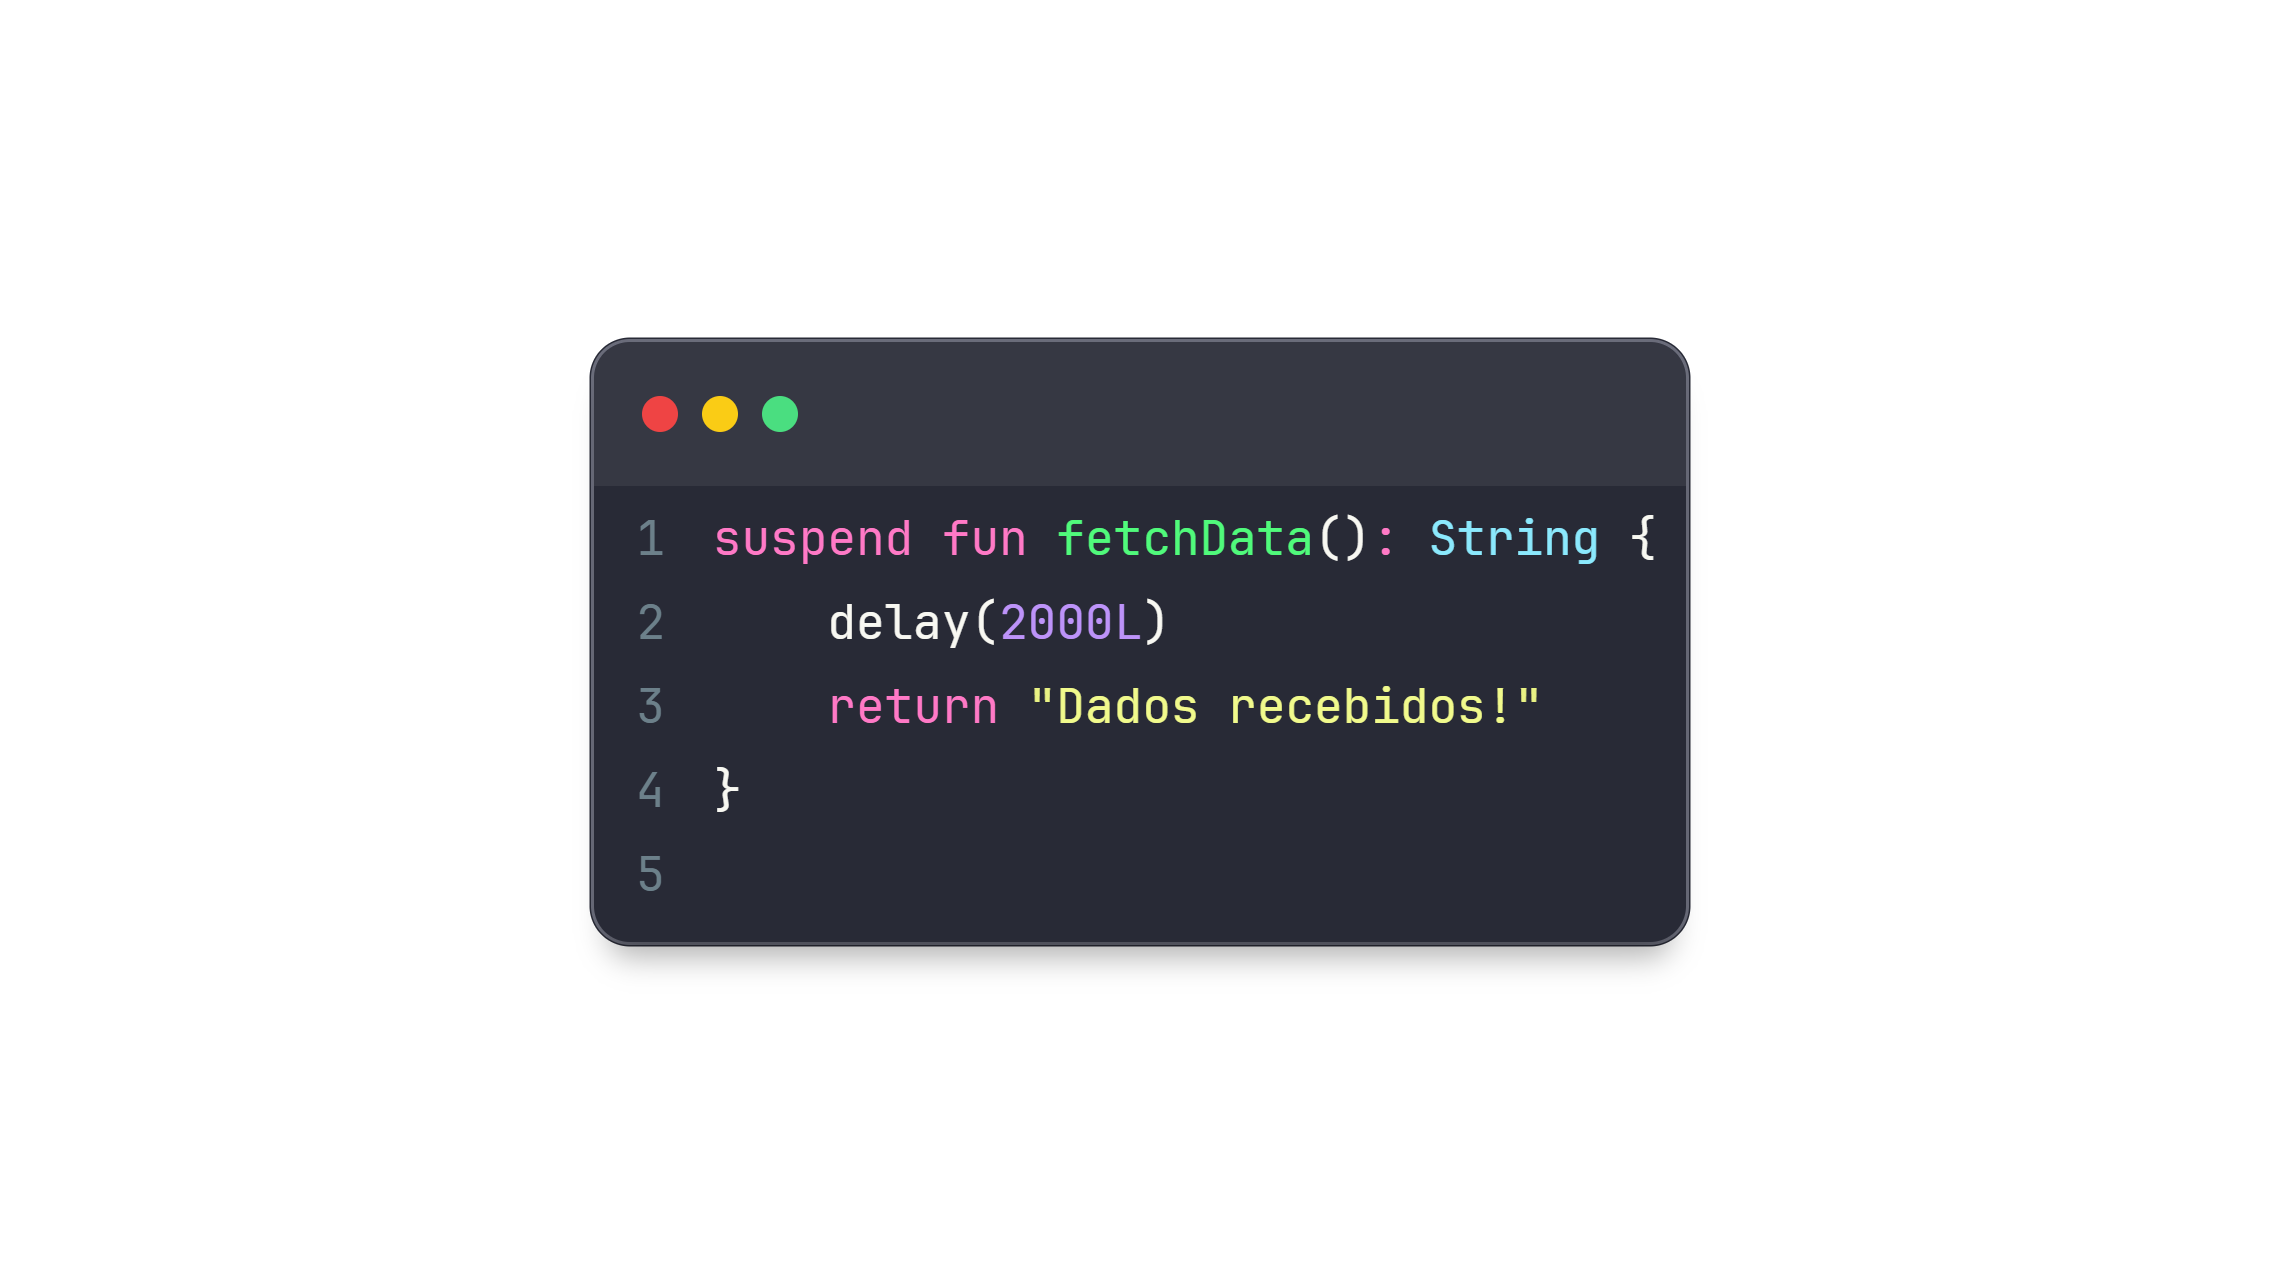 1 suspend fun fetchData(): String {
2     delay(2000L)
3     return "Dados recebidos!"
4 }
5